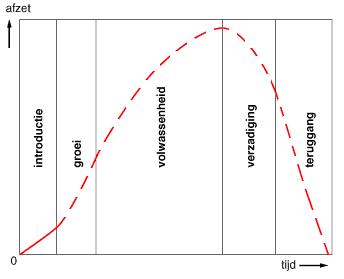 afzet
introductie
groei
volwassenheid
verzadiging
teruggang
0
tijd